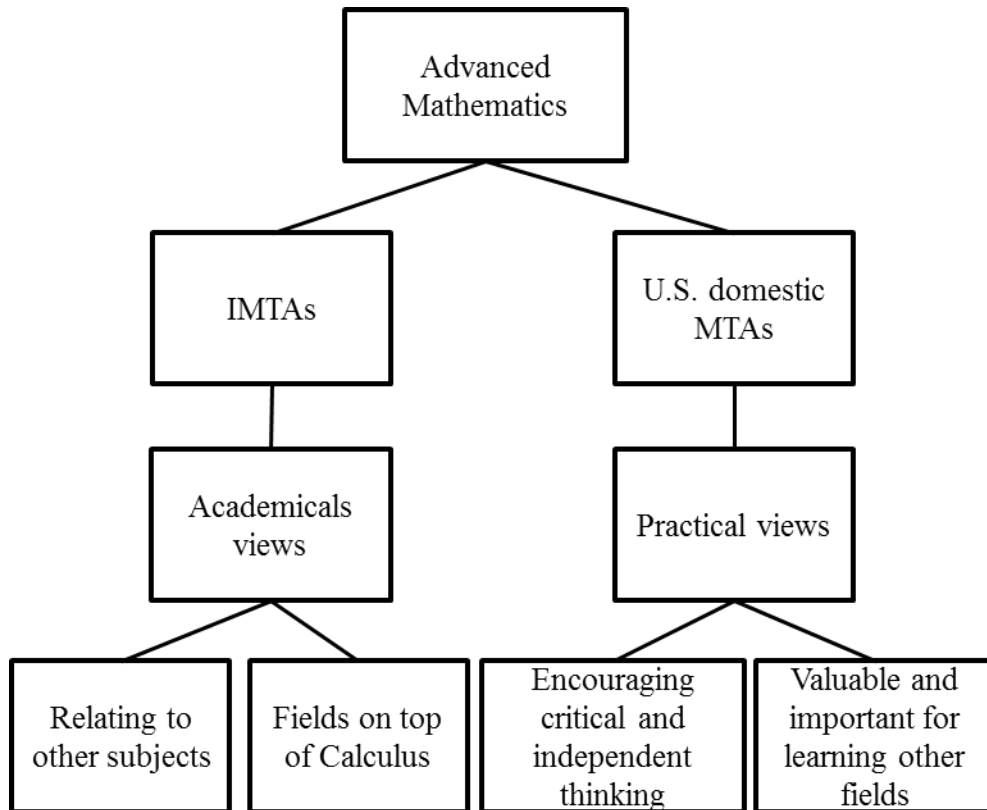 Advanced
Mathematics
IMTAs
U.S. domestic
MTAs
Academicals
views
Practical views
Relating to
other subjects
Fields on top
of Calculus
Encouraging
critical and
independent
thinking
Valuable and
important for
learning other
fields